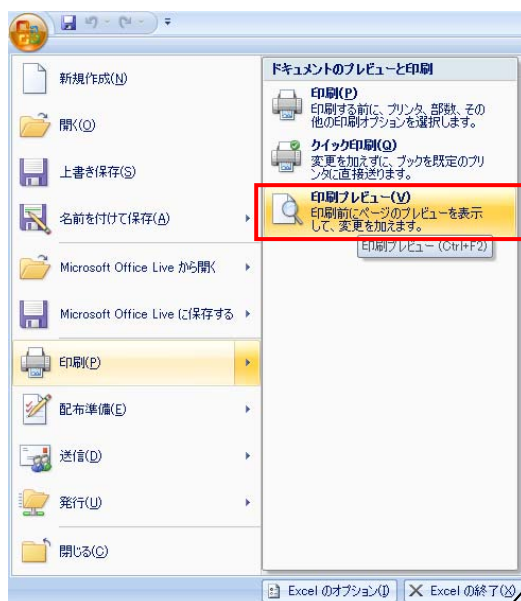 新規作成(N)
開く(O)
上書き保存(S)
名前を付けて保存(A)
Microsoft Office Live から開く
Microsoft Office Live に保存する
印刷(P)
配布準備(E)
送信(D)
発行(U)
閉じる(C)
ドキュメントのプレビューと印刷
印刷(P)
印刷する前に、プリンタ、部数、その
他の印刷オプションを選択します。
クイック印刷(Q)
変更を加えずに、ブックを既定のプリ
ンタに直接送ります。
印刷プレビュー(V)
印刷前にページのプレビューを表示
して、変更を加えます。
印刷プレビュー (Ctrl+F2)
Excel のオプション(I)
Excel の終了(X)